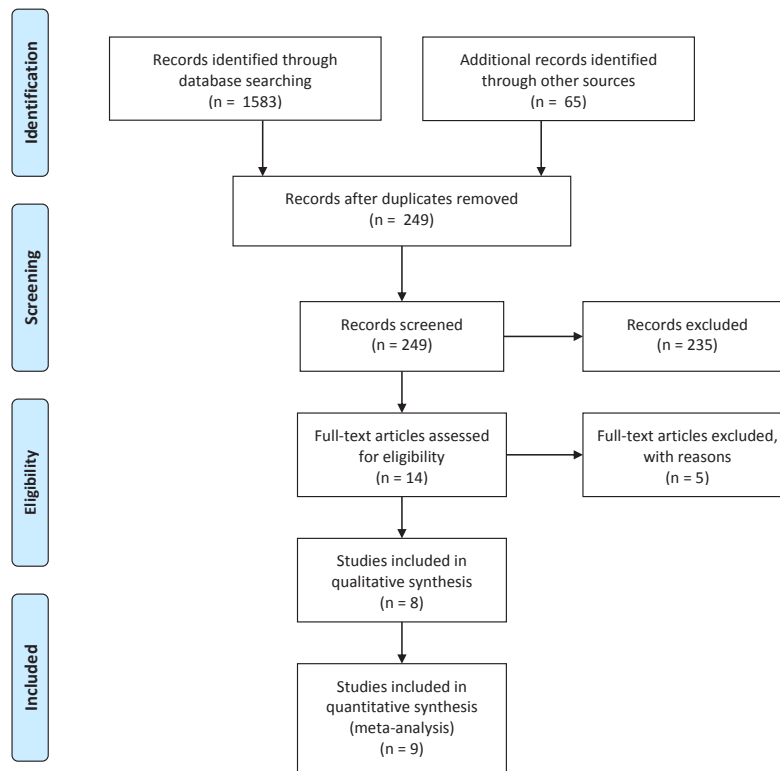 Identification
Records identified through
database searching
(n = 1583)
Additional records identified
through other sources
(n = 65)
Records after duplicates removed
(n = 249)
Screening
Records screened
(n = 249)
Records excluded
(n = 235)
Eligibility
Full-text articles assessed
for eligibility
(n = 14)
Full-text articles excluded,
with reasons
(n = 5)
Studies included in
qualitative synthesis
(n = 8)
Included
Studies included in
quantitative synthesis
(meta-analysis)
(n = 9)